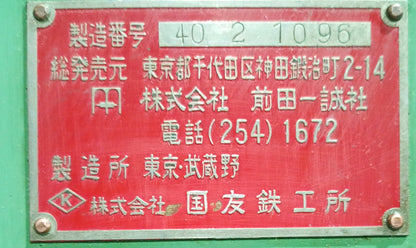 製造番号 40 2 1096
総発売元 東京都千代田区神田鍛冶町2-14
株式会社 前田一誠社
電話(254)1672
製造所 東京・武蔵野
K 株式会社 国友鉄工所